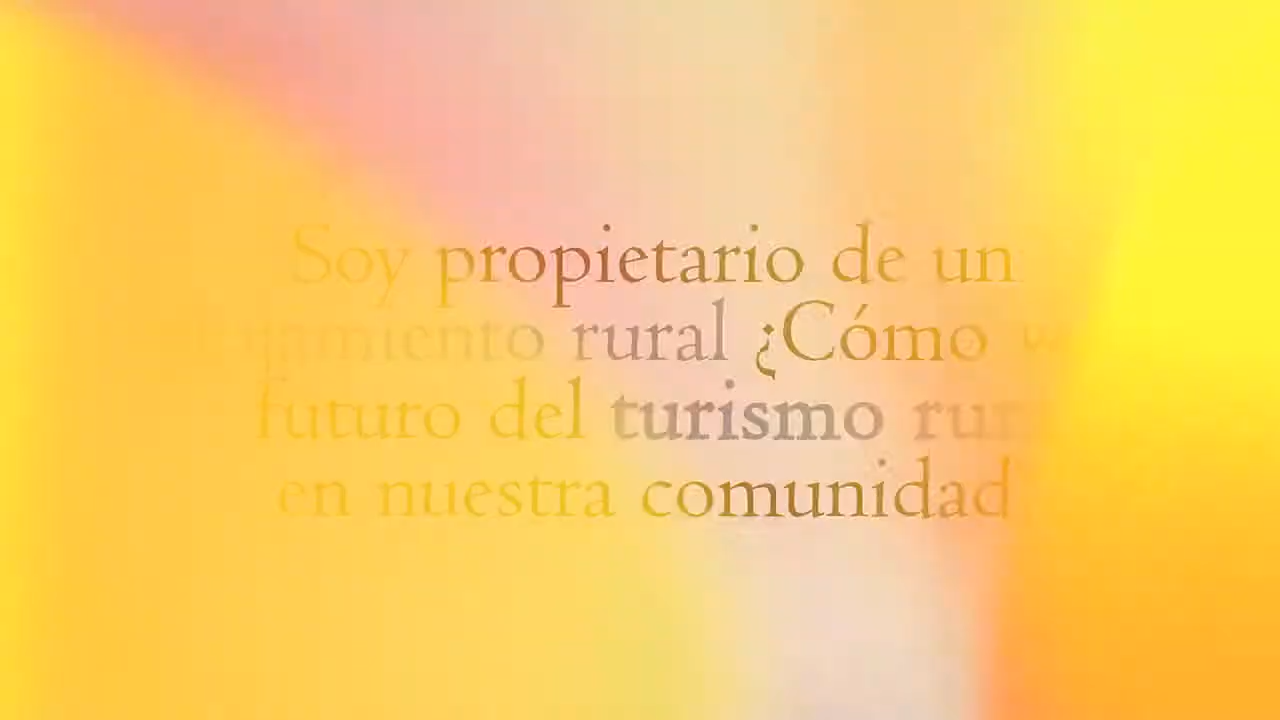 Soy propietario de un
rural ¿Cómo
futuro del turismo
en nuestra comunidad